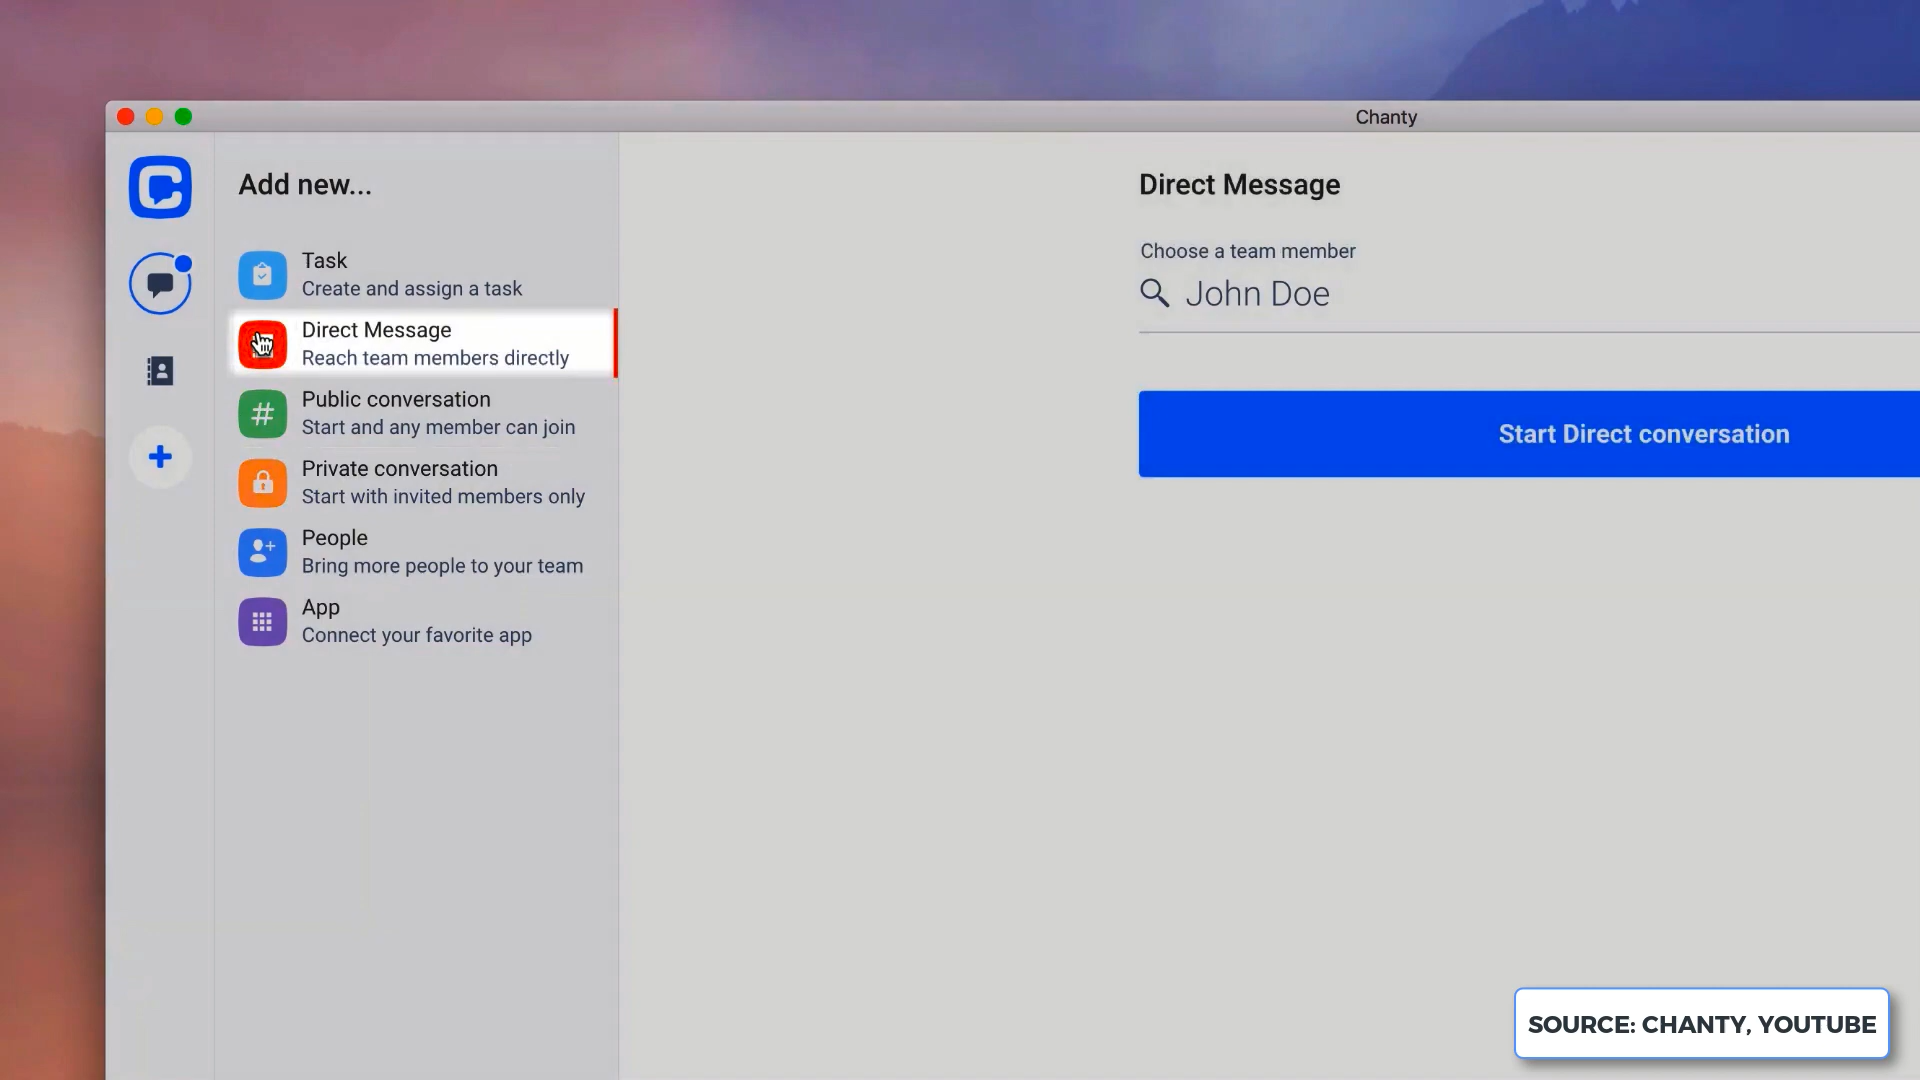 Chanty
Add new...
Task
Create and assign a task
Direct Message
Reach team members directly
Public conversation
Start and any member can join
Private conversation
Start with invited members only
People
Bring more people to your team
App
Connect your favorite app
Direct Message
Choose a team member
John Doe
Start Direct conversation
SOURCE: CHANTY, YOUTUBE